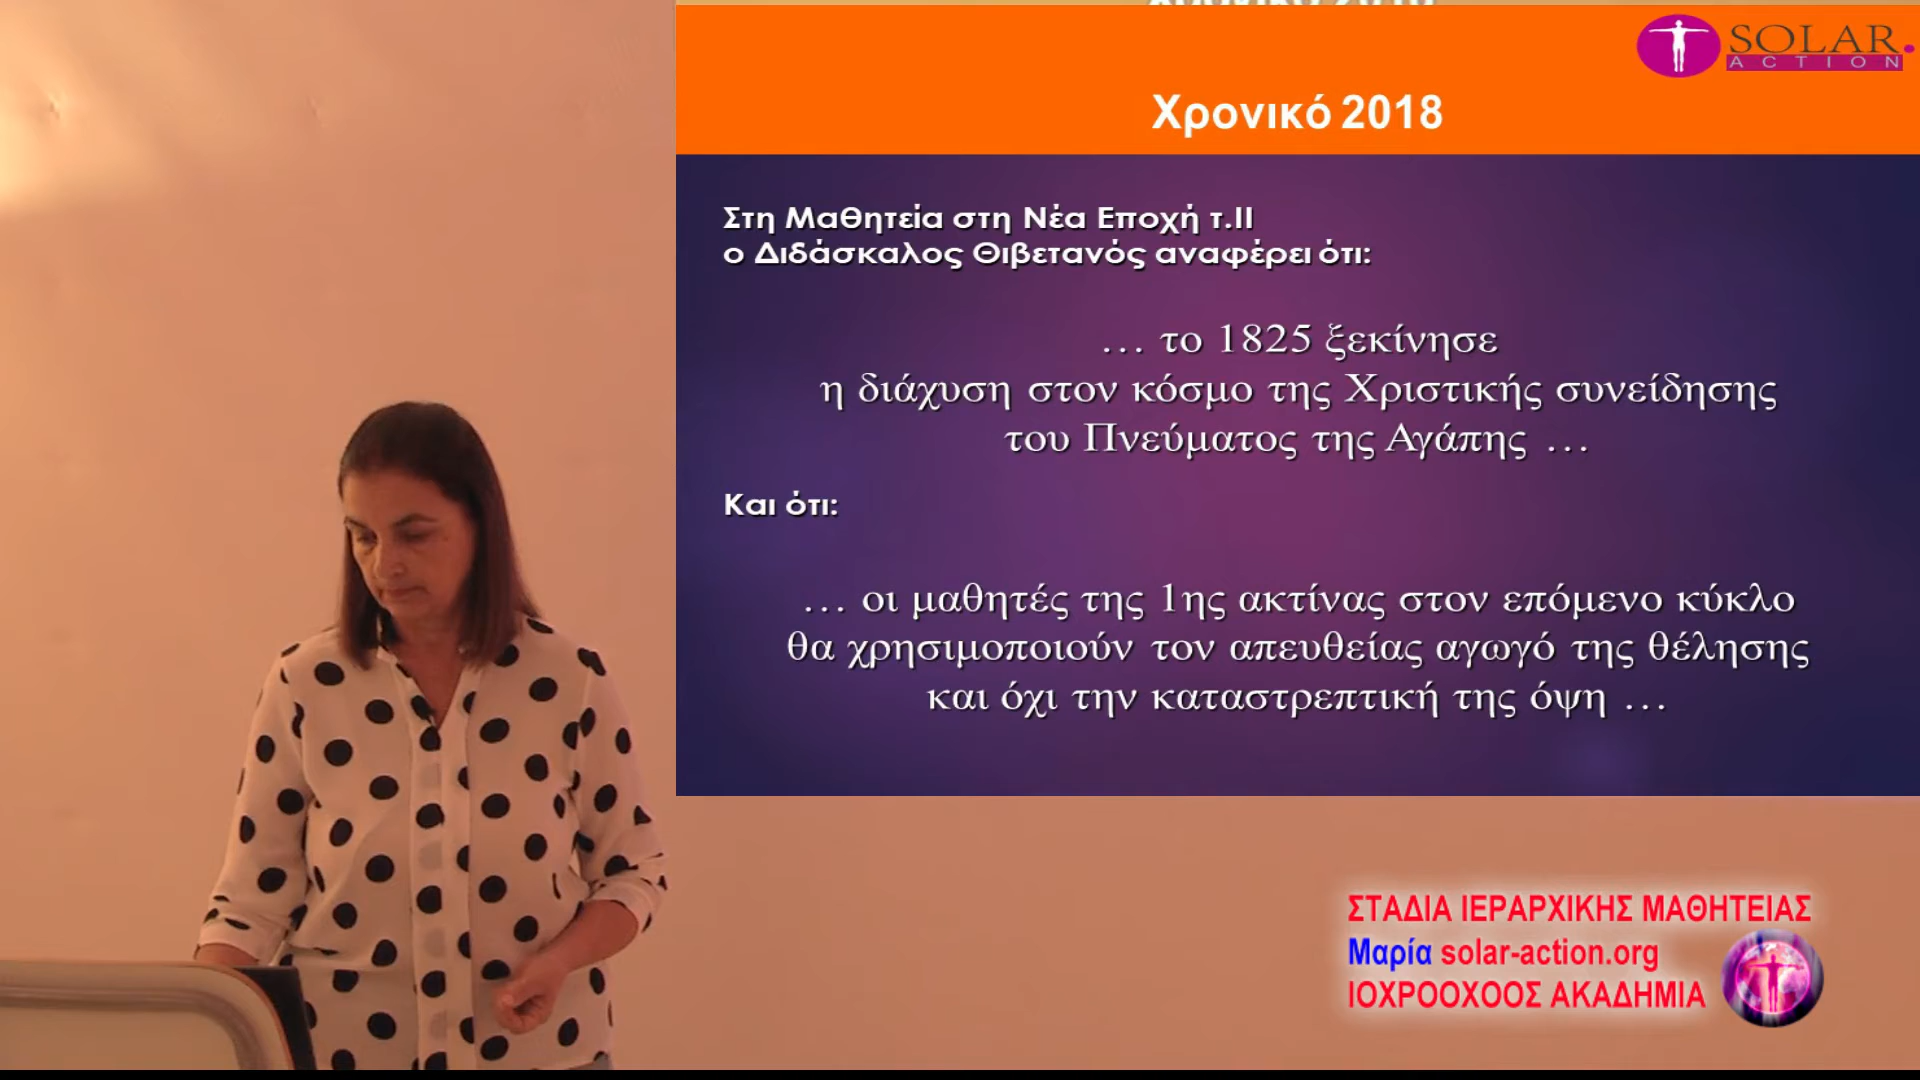 SOLAR.
ACTION
Χρονικό 2018
Στη Μαθητεία στη Νέα Εποχή τ.ΙΙ
ο Διδάσκαλος Θιβετανός αναφέρει ότι:
… το 1825 ξεκίνησε
η διάχυση στον κόσμο της Χριστικής συνείδησης
του Πνεύματος της Αγάπης …
Και ότι:
… οι μαθητές της 1ης ακτίνας στον επόμενο κύκλο
θα χρησιμοποιούν τον απευθείας αγωγό της θέλησης
και όχι την καταστρεπτική της όψη …
ΣΤΑΔΙΑ ΙΕΡΑΡΧΙΚΗΣ ΜΑΘΗΤΕΙΑΣ
Μαρία solar-action.org
ΙΟΧΡΟΟΧΟΟΣ ΑΚΑΔΗΜΙΑ